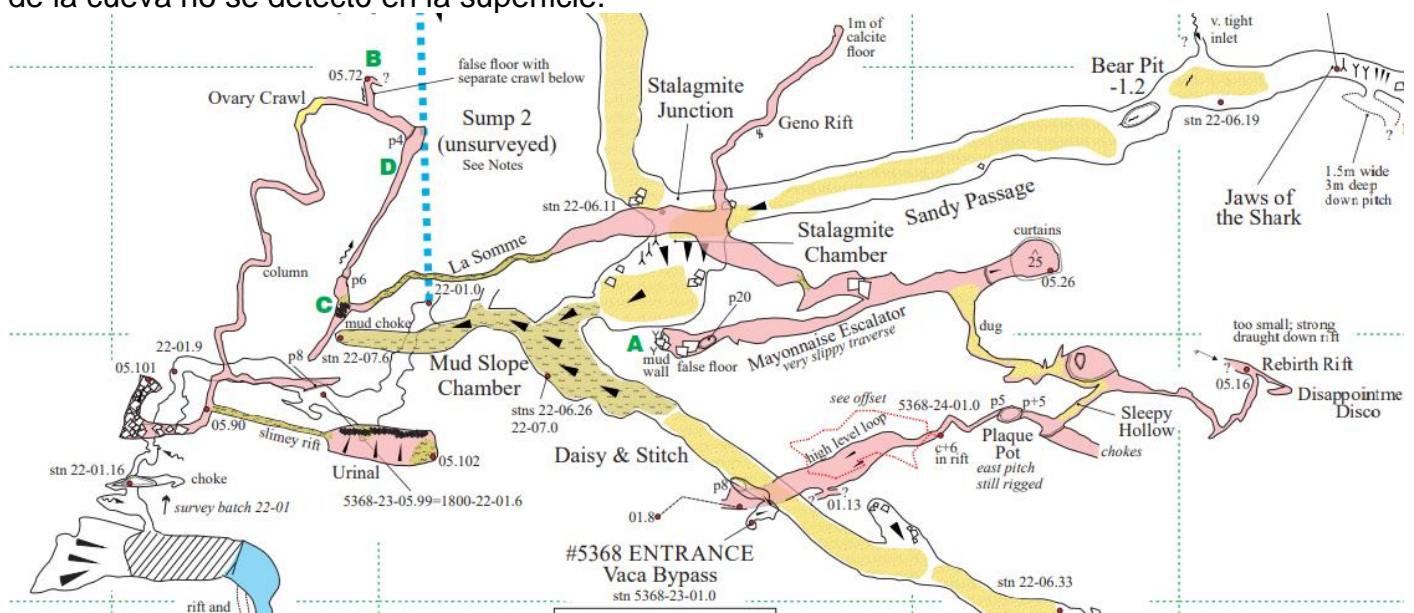 de la cueva no se detectó en la superficie.
1m of
calcite
floor
v. tight
inlet
?
B
05.72
?
false floor with
separate crawl below
Ovary Crawl
Stalagmite
Junction
Bear Pit
-1.2
Geno Rift
Sump 2
(unsurveyed)
See Notes
p4
D
stn 22-06.19
?
1.5m wide
3m deep
down pitch
?
Jaws of
the Shark
stn 22-06.11
Sandy Passage
Stalagmite
Chamber
curtains
25
05.26
La Somme
column
p6
22-01.0
C
mud choke
stn 22-07.6
p20
A
mud
wall
false floor
Mayonnaise Escalator
very slippy traverse
dug
too small; strong
draught down rift
?
05.16
Rebirth Rift
Disappointme
Disco
22-01.9
p8
05.101
Mud Slope
Chamber
stns 22-06.26
22-07.0
see offset
5368-24-01.0
p5
p+5
high level loop
c+6
in rift
Plaque
Pot
east pitch
still rigged
Sleepy
Hollow
chokes
05.90
slimey rift
Urinal
05.102
Daisy & Stitch
stn 22-01.16
choke
5368-23-05.99=1800-22-01.6
survey batch 22-01
p8
01.8
?
?
01.13
#5368 ENTRANCE
Vaca Bypass
stn 5368-23-01.0
stn 22-06.33
rift and